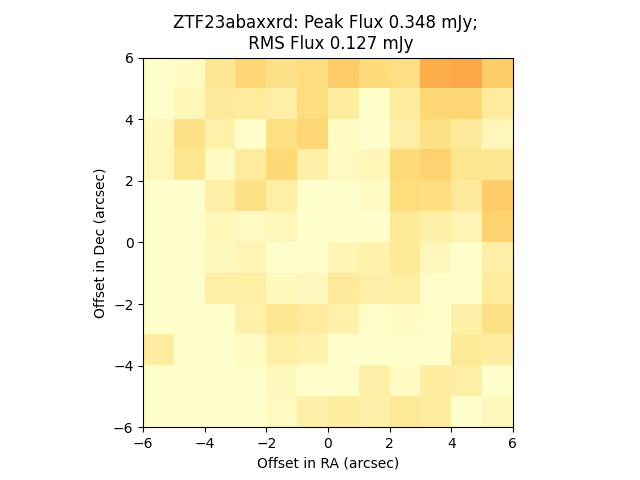 ZTF23abaxxrd: Peak Flux 0.348 mJy;
RMS Flux 0.127 mJy
6
4
2
0
−2
−4
−6
Offset in Dec (arcsec)
−6 −4 −2 0 2 4 6
Offset in RA (arcsec)